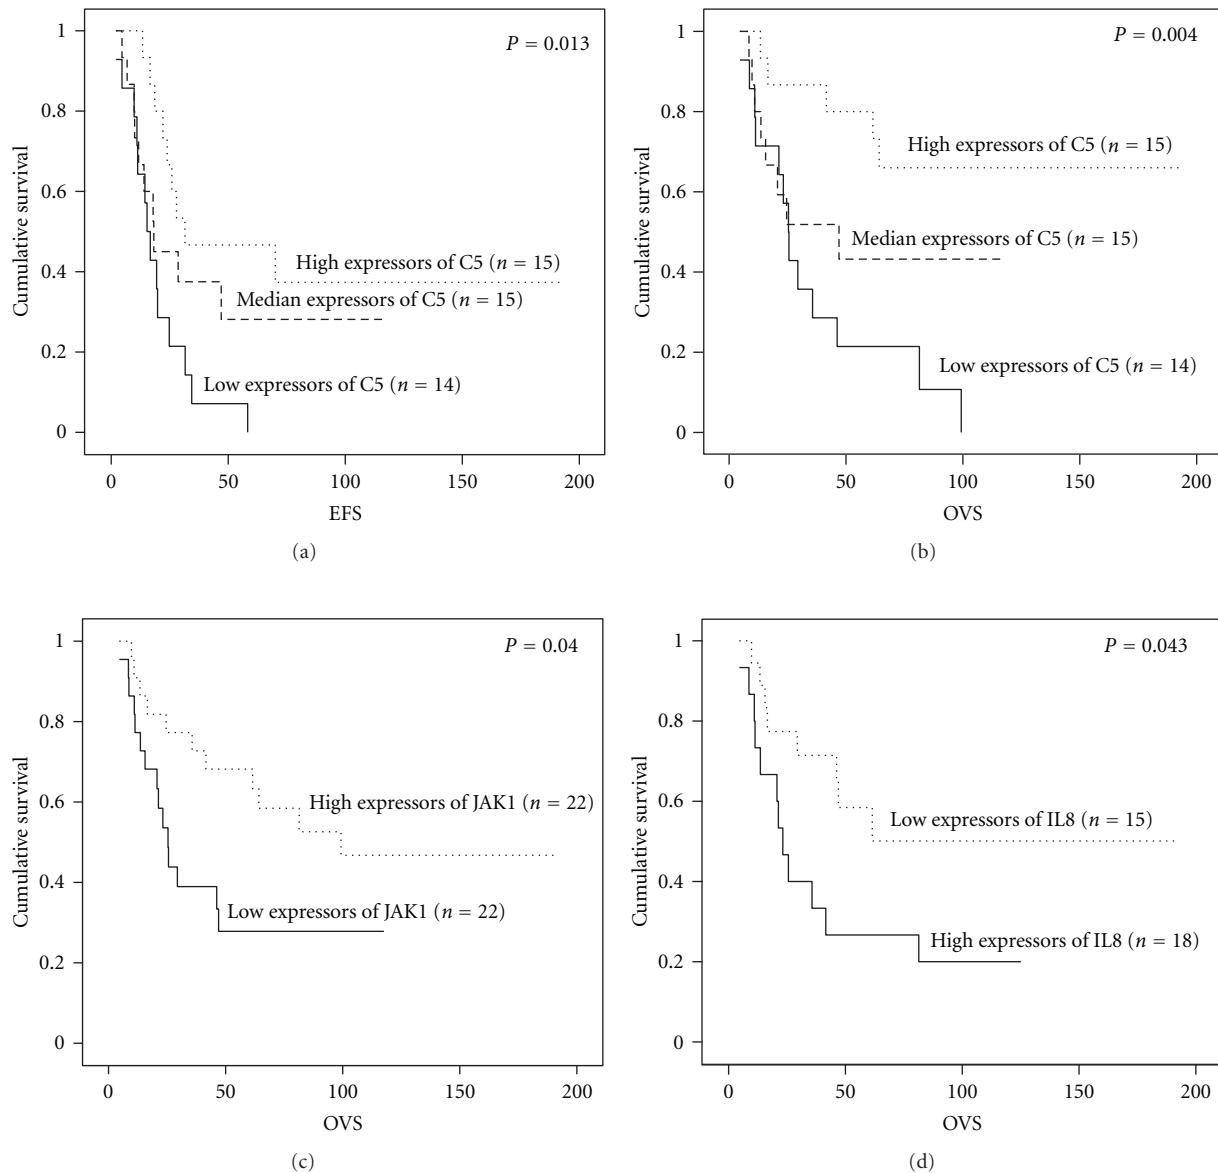 P = 0.013
1
0.8
0.6
0.4
0.2
0
Cumulative survival
High expressors of C5 (n = 15)
Median expressors of C5 (n = 15)
Low expressors of C5 (n = 14)
0 50 100 150 200
EFS
(a)
P = 0.004
1
0.8
0.6
0.4
0.2
0
Cumulative survival
High expressors of C5 (n = 15)
Median expressors of C5 (n = 15)
Low expressors of C5 (n = 14)
0 50 100 150 200
OVS
(b)
P = 0.04
1
0.8
0.6
0.4
0.2
0
Cumulative survival
High expressors of JAK1 (n = 22)
Low expressors of JAK1 (n = 22)
0 50 100 150 200
OVS
(c)
P = 0.043
1
0.8
0.6
0.4
0.2
0
Cumulative survival
Low expressors of IL8 (n = 15)
High expressors of IL8 (n = 18)
0 50 100 150 200
OVS
(d)